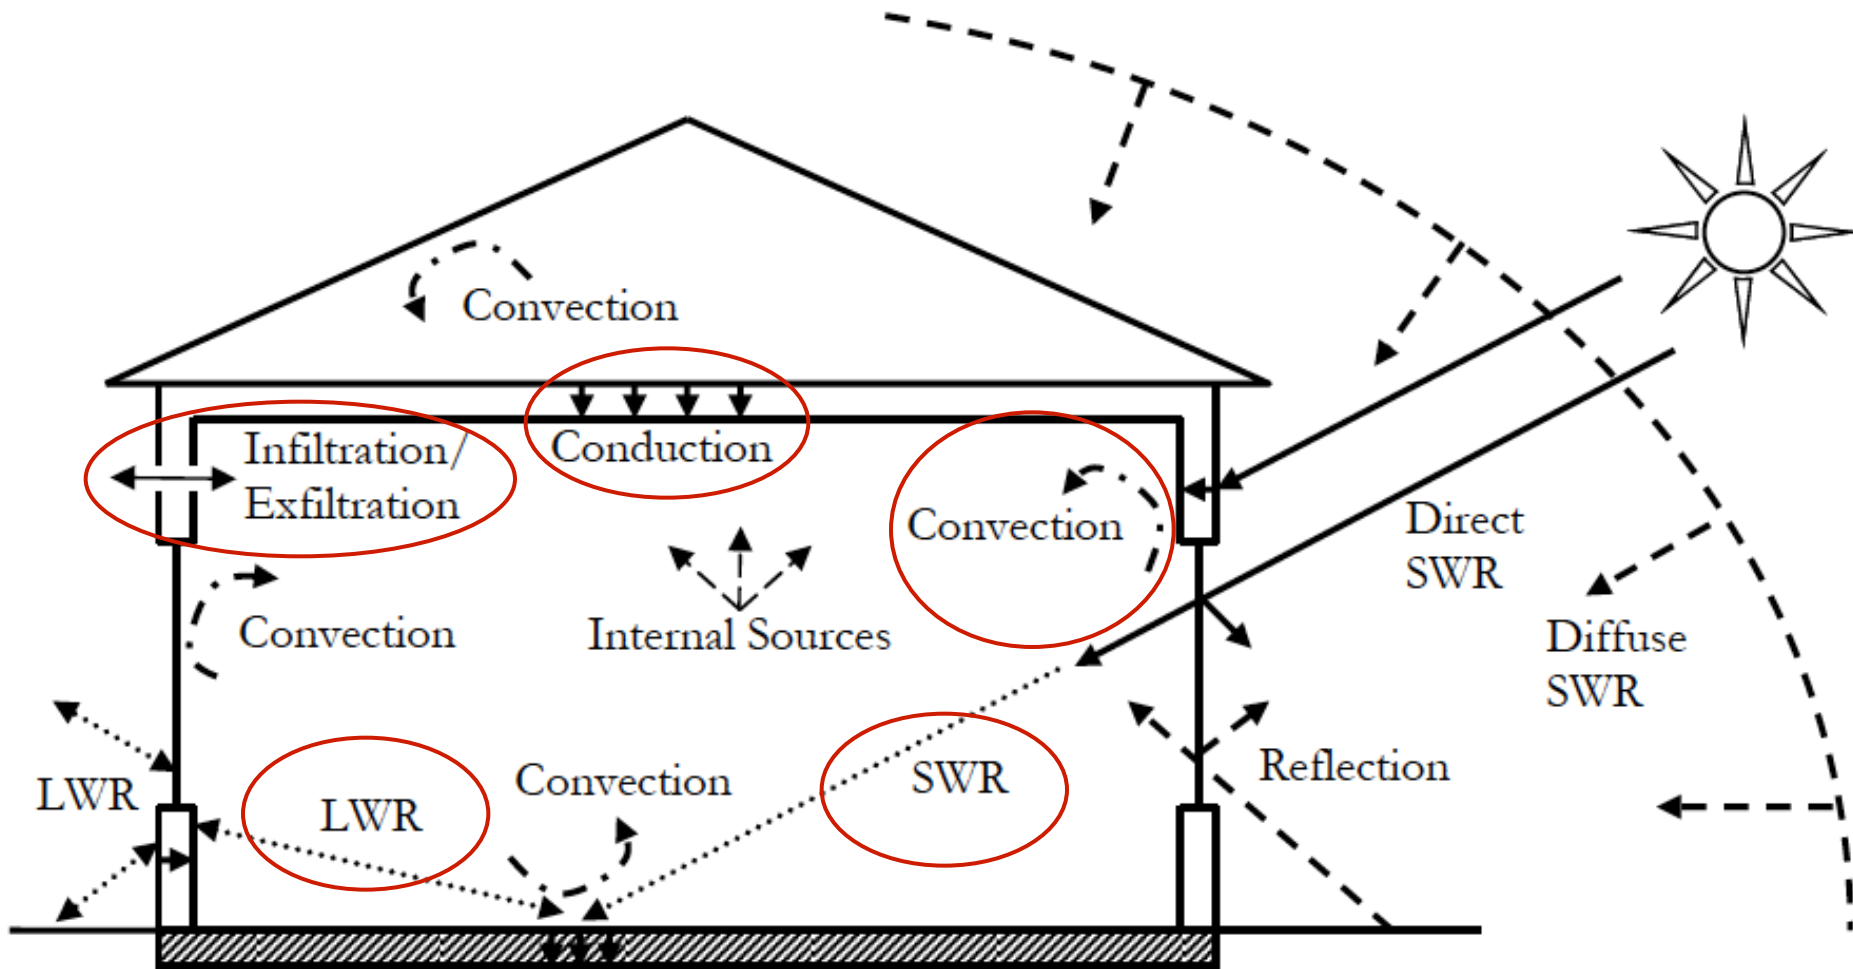 Convection
Infiltration/
Exfiltration
Conduction
Convection
Direct
SWR
Convection
Internal Sources
Diffuse
SWR
LWR
LWR
Convection
SWR
Reflection